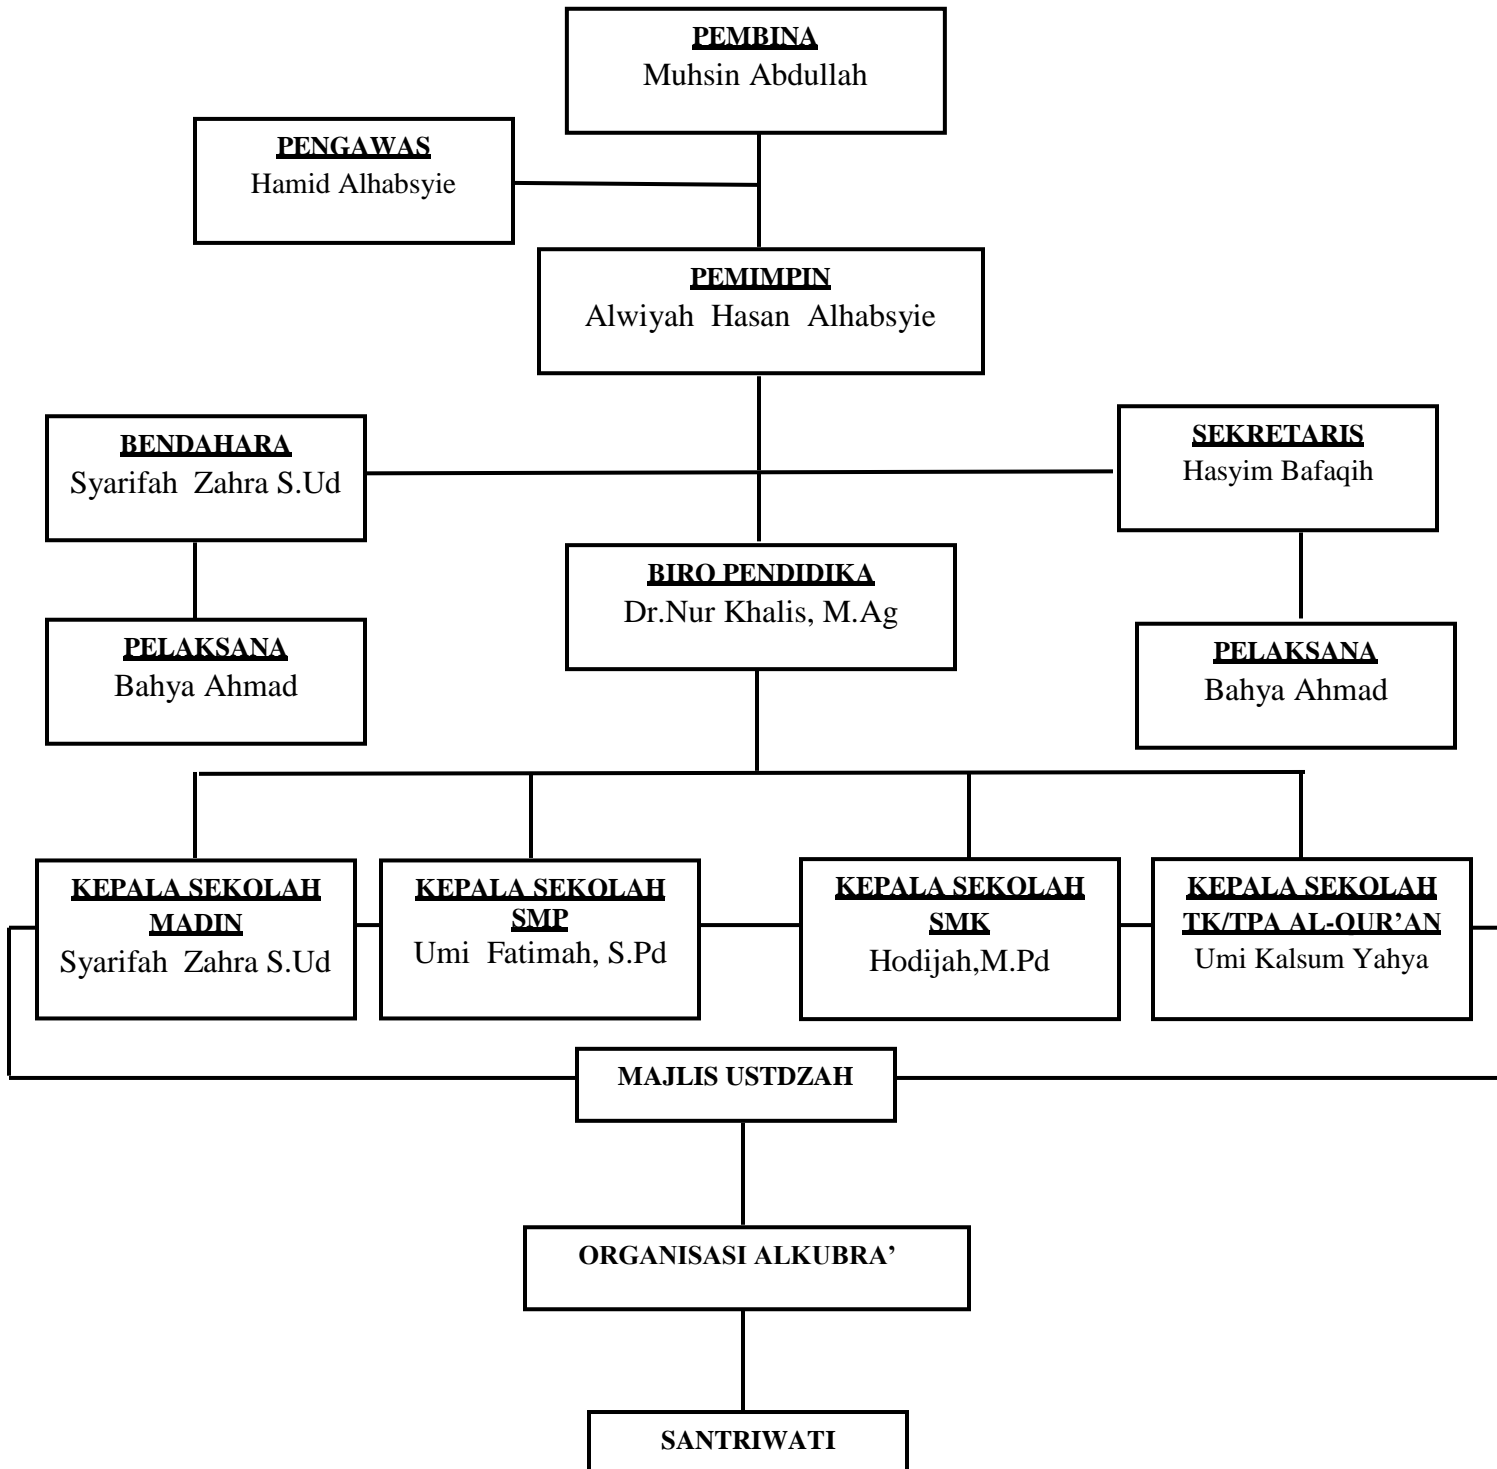 PEMBINA
Muhsin Abdullah
PENGAWAS
Hamid Alhabsyie
PEMIMPIN
Alwiyah Hasan Alhabsyie
BENDAHARA
Syarifah Zahra S.Ud
SEKRETARIS
Hasyim Bafaqih
BIRO PENDIDIKA
Dr.Nur Khalis, M.Ag
PELAKSANA
Bahya Ahmad
PELAKSANA
Bahya Ahmad
KEPALA SEKOLAH
MADIN
Syarifah Zahra S.Ud
KEPALA SEKOLAH
SMP
Umi Fatimah, S.Pd
KEPALA SEKOLAH
SMK
Hodijah,M.Pd
KEPALA SEKOLAH
TK/TPA AL-QUR’AN
Umi Kalsum Yahya
MAJLIS USTDZAH
ORGANISASI ALKUBRA’
SANTRIWATI